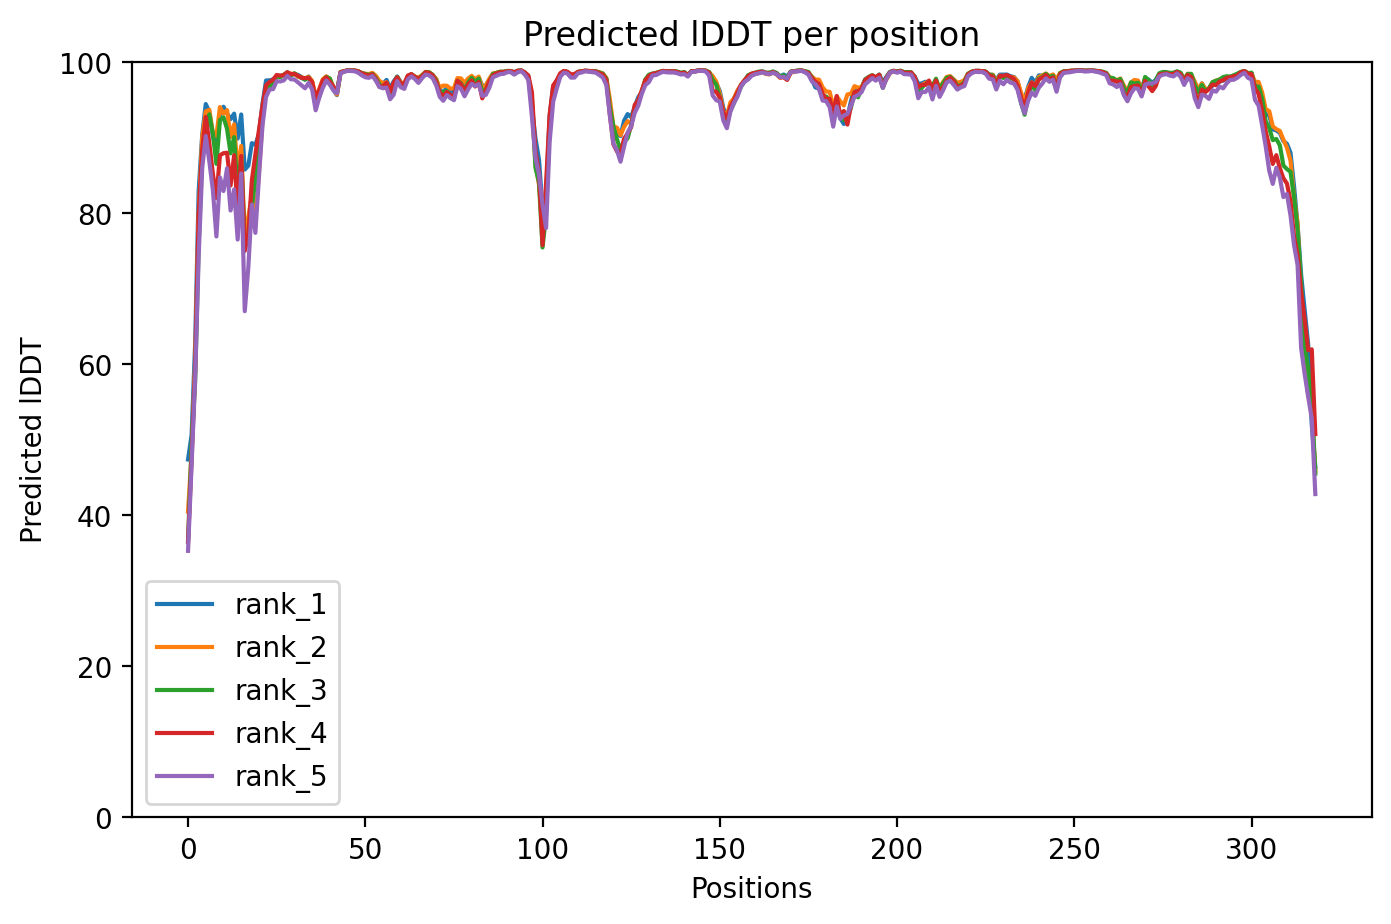 Predicted lDDT per position
100
80
60
40
20
0
Predicted lDDT
rank_1
rank_2
rank_3
rank_4
rank_5
0 50 100 150 200 250 300
Positions